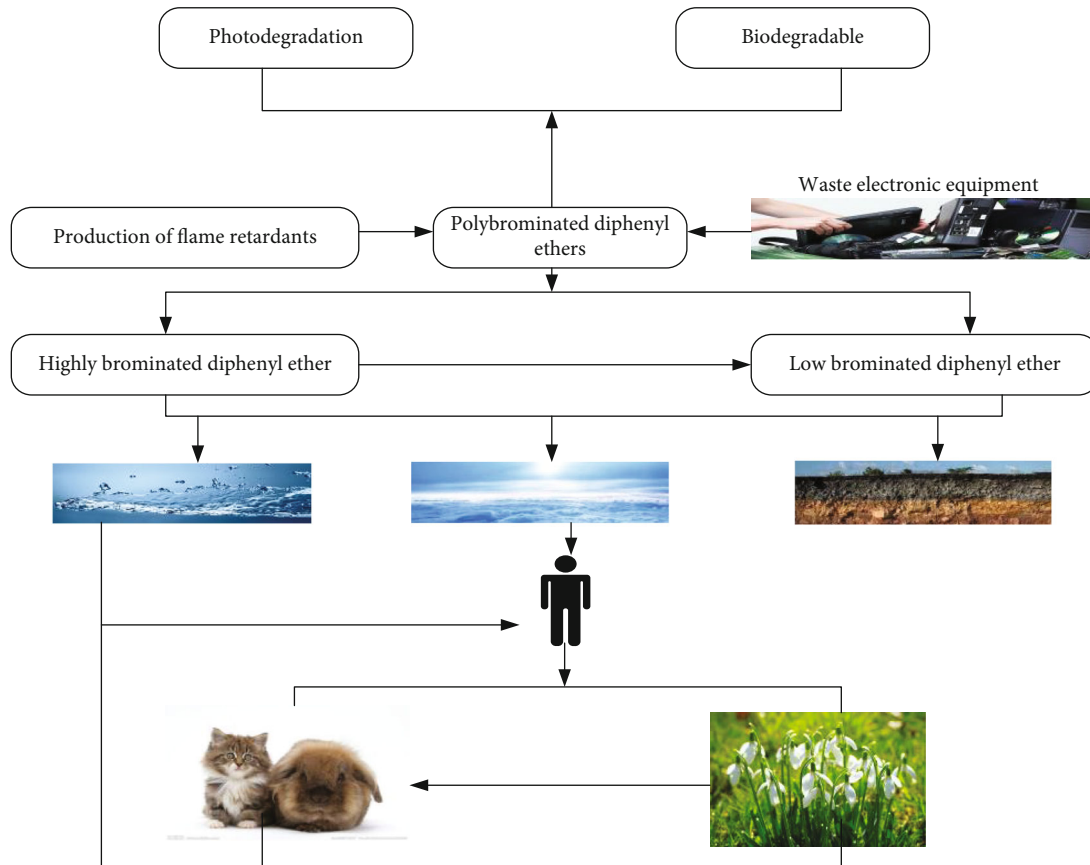 Photodegradation
Biodegradable
Waste electronic equipment
Production of flame retardants
Polybrominated diphenyl
ethers
Highly brominated diphenyl ether
Low brominated diphenyl ether